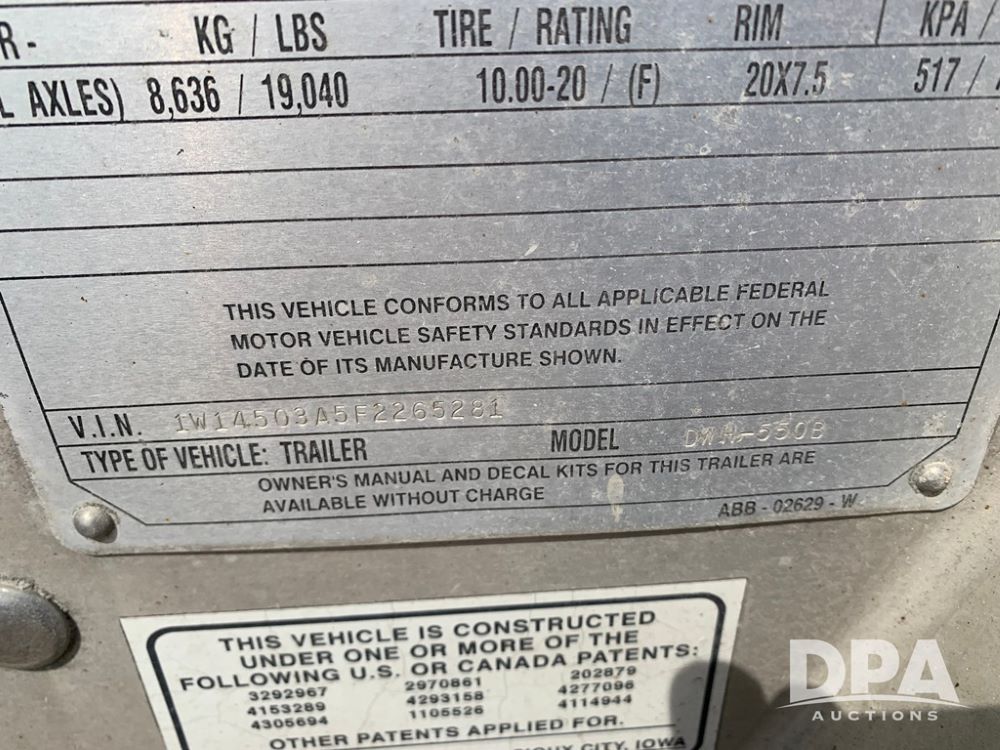 R - KG / LBS TIRE / RATING RIM KPA /
L AXLES) 8,636 / 19,040 10.00-20 / (F) 20X7.5 517 /
THIS VEHICLE CONFORMS TO ALL APPLICABLE FEDERAL
MOTOR VEHICLE SAFETY STANDARDS IN EFFECT ON THE
DATE OF ITS MANUFACTURE SHOWN.
V.I.N. 1W14503A5F2265281
TYPE OF VEHICLE: TRAILER MODEL
OWNER'S MANUAL AND DECAL KITS FOR THIS TRAILER ARE
AVAILABLE WITHOUT CHARGE
ABB - 02629 - W
THIS VEHICLE IS CONSTRUCTED
UNDER ONE OR MORE OF THE
FOLLOWING U.S. OR CANADA PATENTS:
3292967 2970861 202879
4153289 4293158 4277096
4305694 1105526 4114944
OTHER PATENTS APPLIED FOR.
SIOUX CITY, IOWA
DPA
AUCTIONS